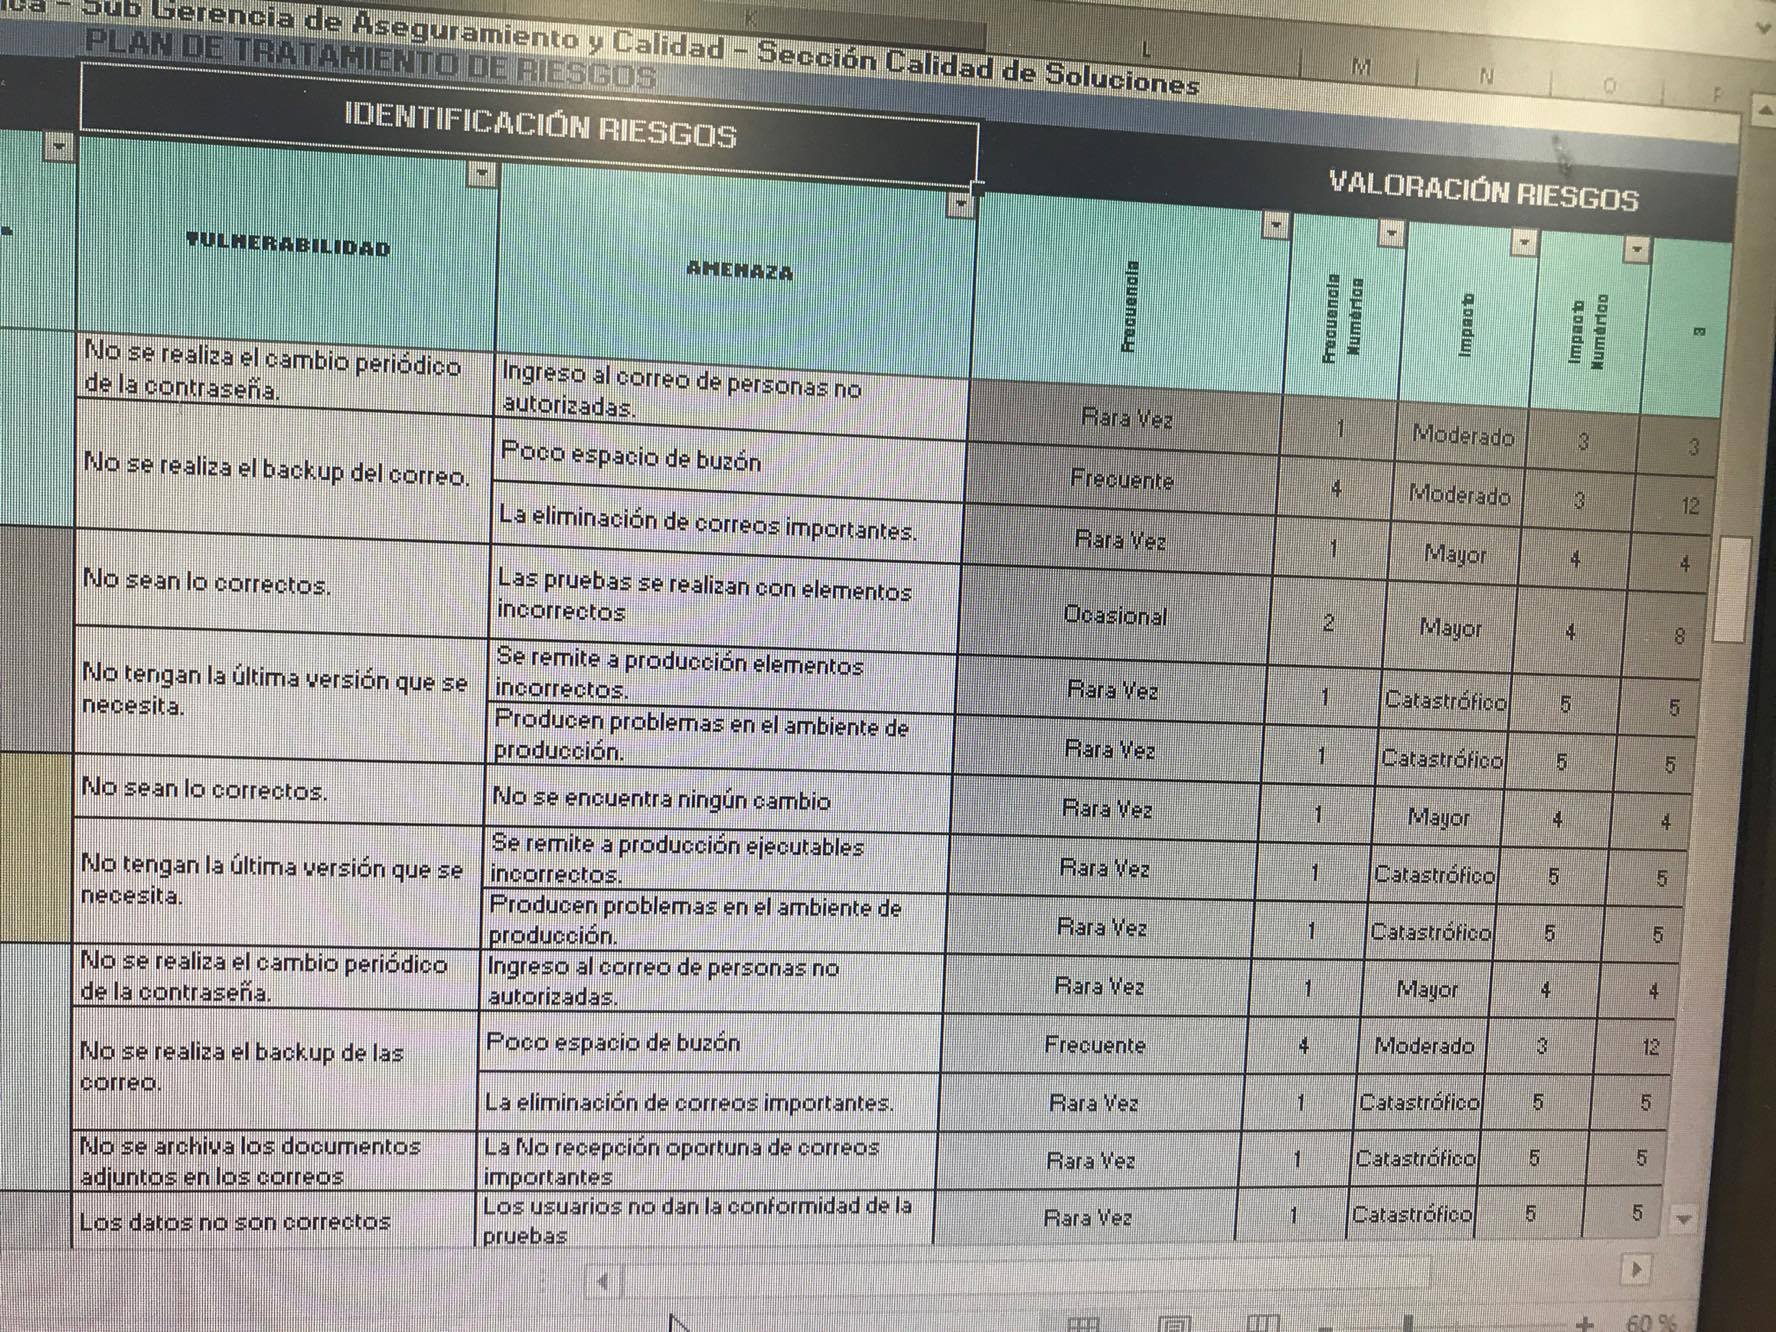 Sub Gerencia de Aseguramiento y Calidad - Sección Calidad de Soluciones
PLAN DE TRATAMIENTO DE RIESGOS
K L M N O P
IDENTIFICACIÓN RIESGOS
VALORACIÓN RIESGOS
VULNERABILIDAD
AMENAZA
Frecuencia
Frecuencia
Numérico
Impacto
Impacto
Numérico
No se realiza el cambio periódico
de la contraseña.
Ingreso al correo de personas no
autorizadas.
Rara Vez 1 Moderado 3 3
No se realiza el backup del correo.
Poco espacio de buzón
Frecuente 4 Moderado 3 12
La eliminación de correos importantes.
Rara Vez 1 Mayor 4 4
No sean lo correctos.
Las pruebas se realizan con elementos
incorrectos
Ocasional 2 Mayor 4 8
No tengan la última versión que se
necesita.
Se remite a producción elementos
incorrectos.
Rara Vez 1 Catastrófico 5 5
Producen problemas en el ambiente de
producción.
Rara Vez 1 Catastrófico 5 5
No sean lo correctos.
No se encuentra ningún cambio
Rara Vez 1 Mayor 4 4
No tengan la última versión que se
necesita.
Se remite a producción ejecutables
incorrectos.
Rara Vez 1 Catastrófico 5 5
Producen problemas en el ambiente de
producción.
Rara Vez 1 Catastrófico 5 5
No se realiza el cambio periódico
de la contraseña.
Ingreso al correo de personas no
autorizadas.
Rara Vez 1 Mayor 4 4
No se realiza el backup de las
correo.
Poco espacio de buzón
Frecuente 4 Moderado 3 12
La eliminación de correos importantes.
Rara Vez 1 Catastrófico 5 5
No se archiva los documentos
adjuntos en los correos
La No recepción oportuna de correos
importantes
Rara Vez 1 Catastrófico 5 5
Los datos no son correctos
Los usuarios no dan la conformidad de la
pruebas
Rara Vez 1 Catastrófico 5 5
60 %